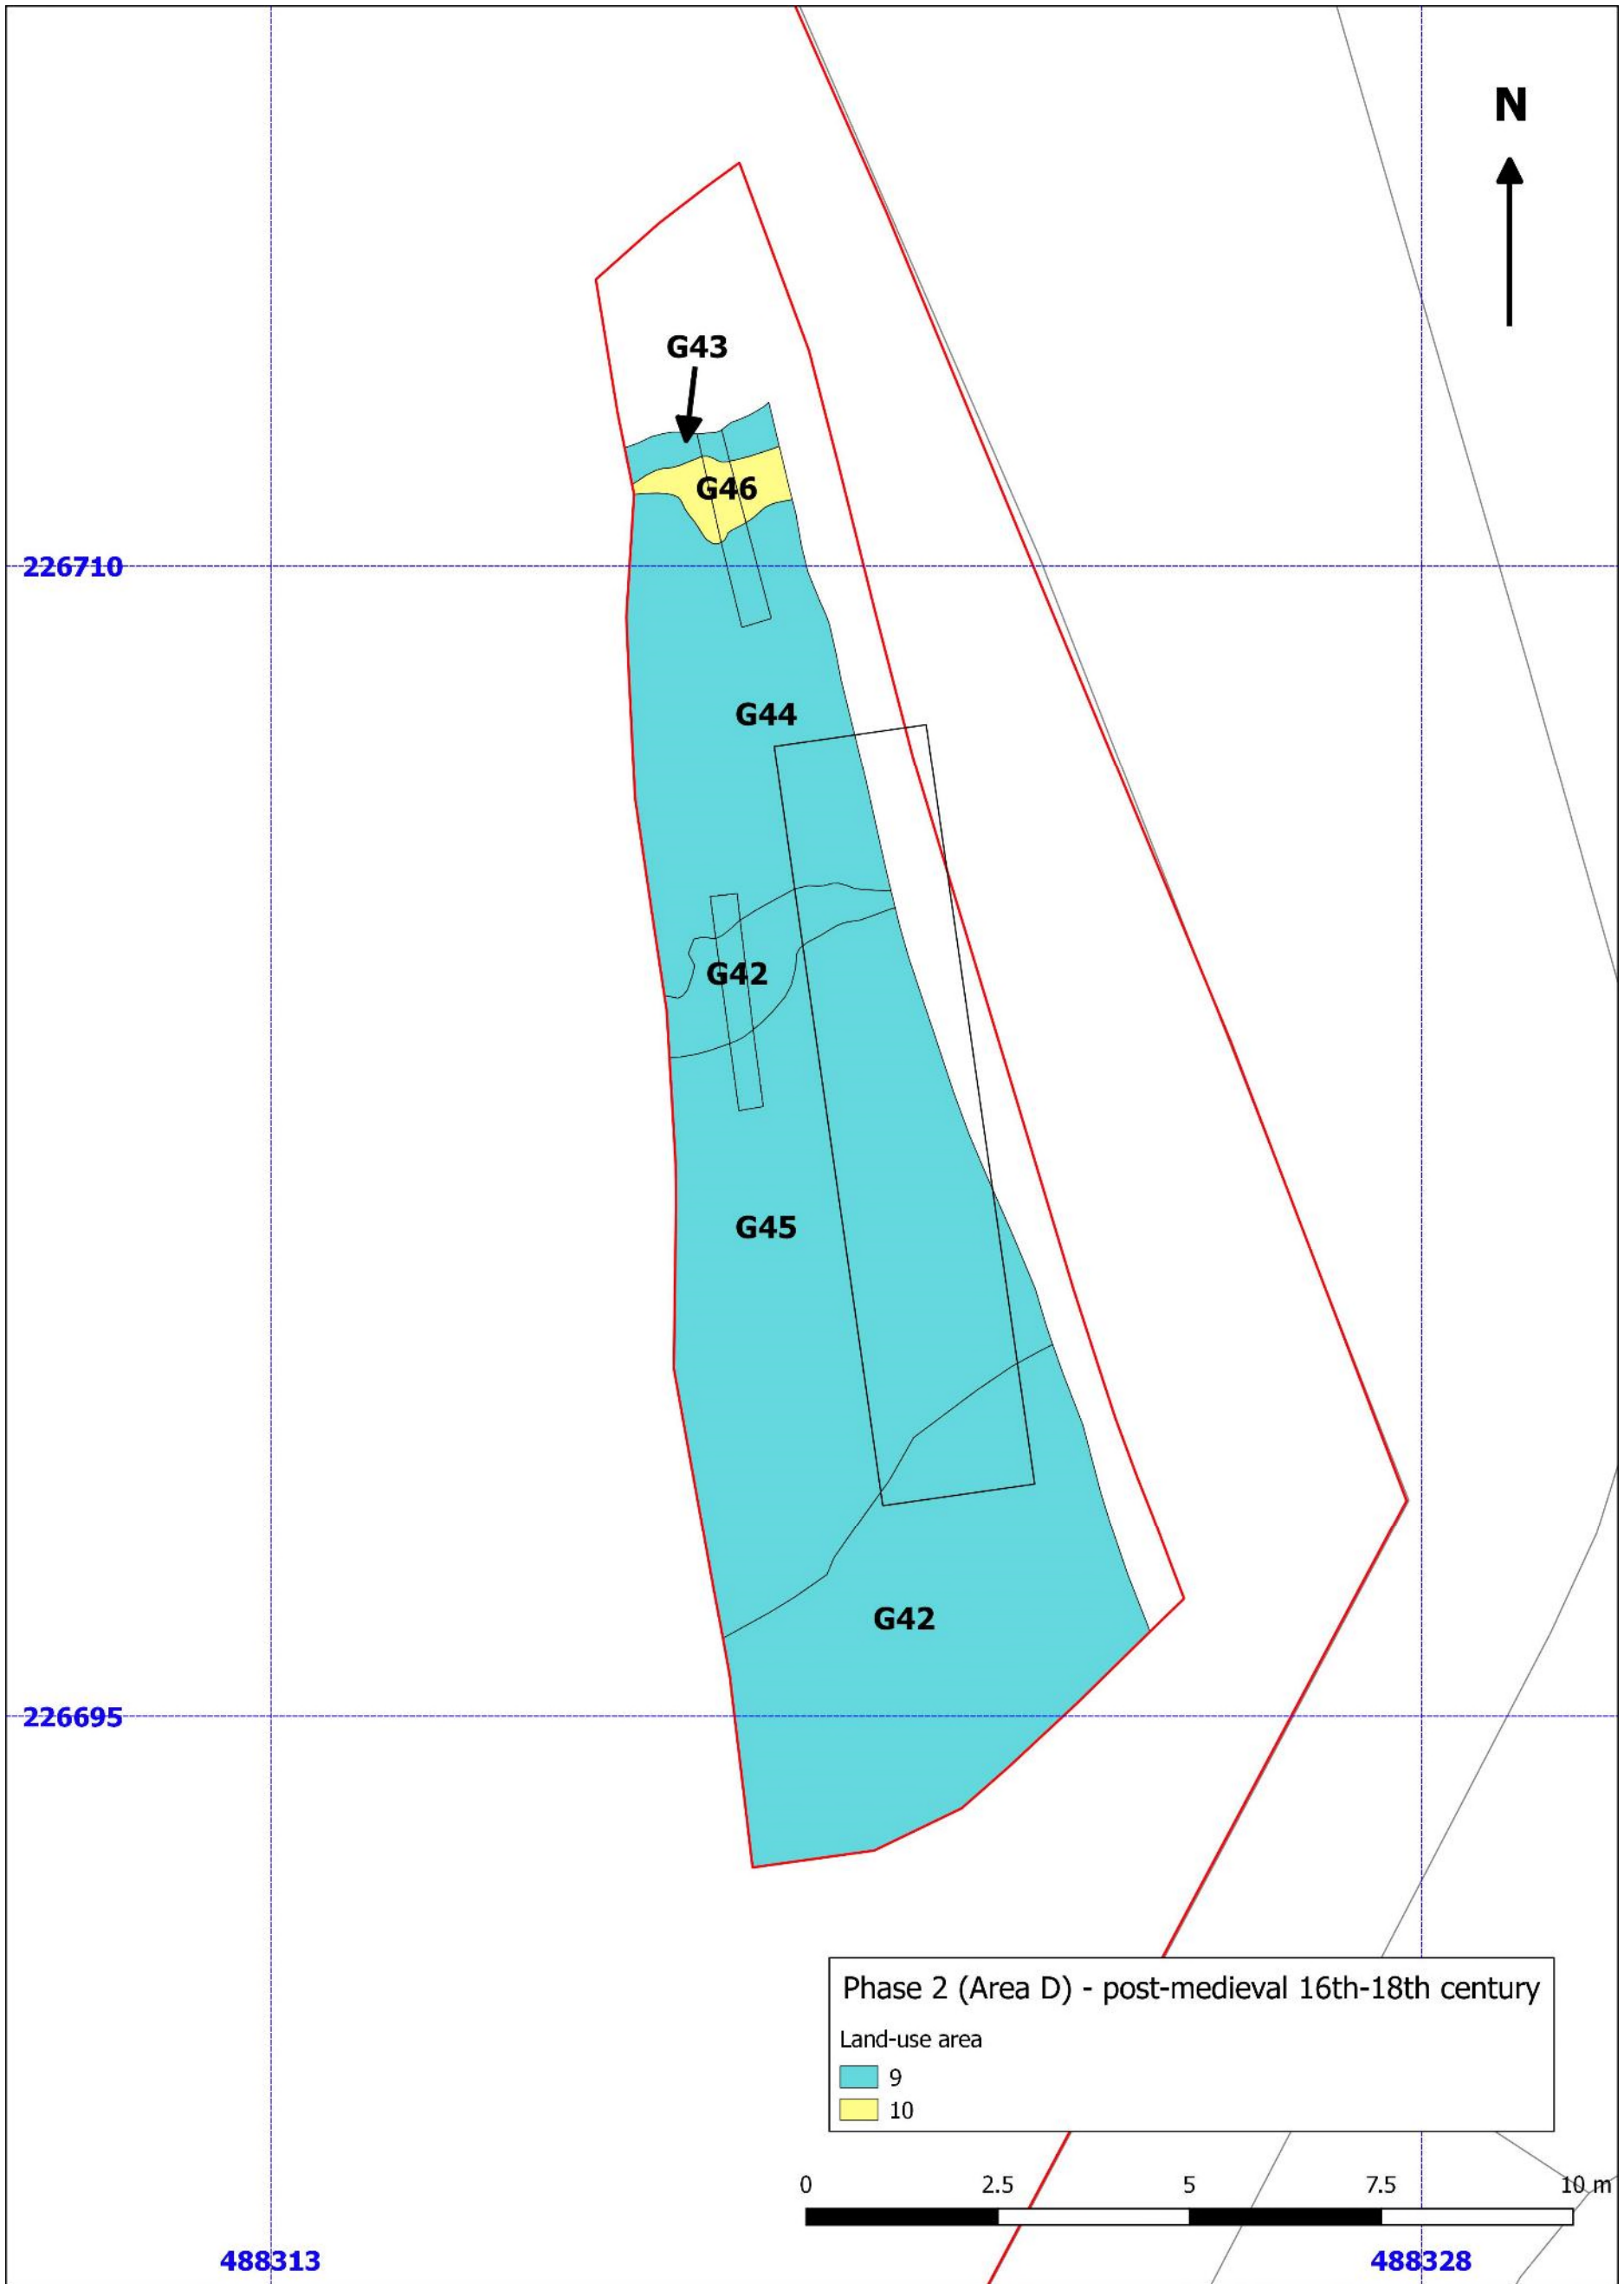 N
G43
G46
226710
G44
G42
G45
G42
226695
Phase 2 (Area D) - post-medieval 16th-18th century
Land-use area
9
10
0 2.5 5 7.5 10 m
488313 488328